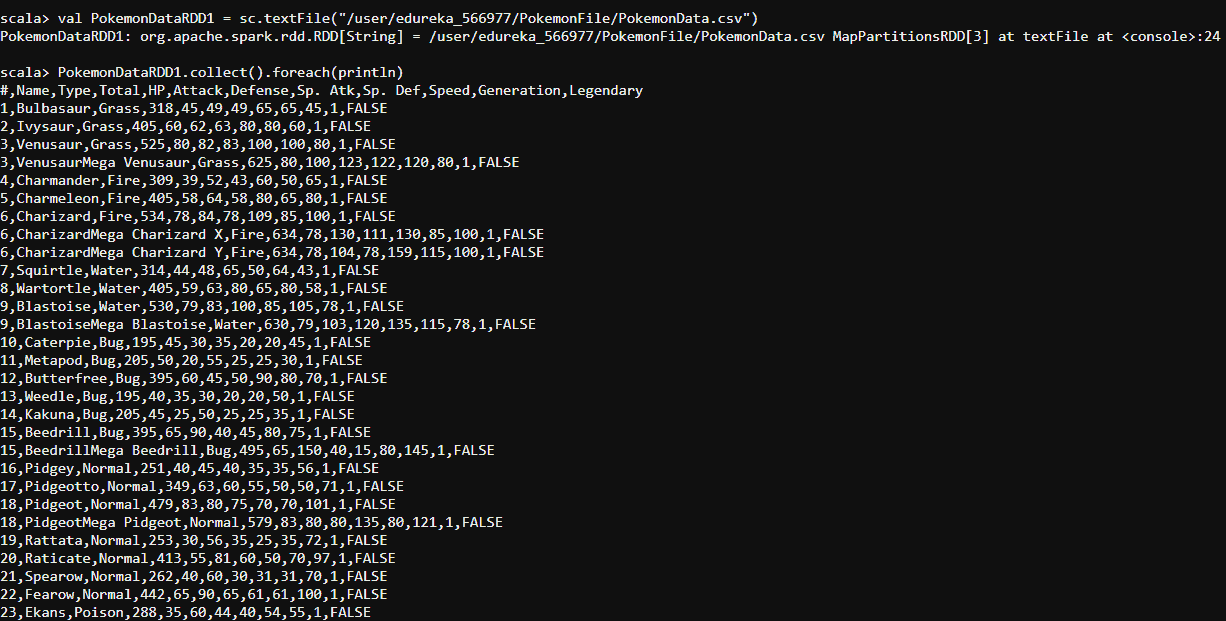 scala> val PokemonDataRDD1 = sc.textFile("/user/edureka_566977/PokemonFile/PokemonData.csv")
PokemonDataRDD1: org.apache.spark.rdd.RDD[String] = /user/edureka_566977/PokemonFile/PokemonData.csv MapPartitionsRDD[3] at textFile at <console>:24
scala> PokemonDataRDD1.collect().foreach(println)
#,Name,Type,Total,HP,Attack,Defense,Sp. Atk,Sp. Def,Speed,Generation,Legendary
1,Bulbasaur,Grass,318,45,49,49,65,65,45,1,FALSE
2,Ivysaur,Grass,405,60,62,63,80,80,60,1,FALSE
3,Venusaur,Grass,525,80,82,83,100,100,80,1,FALSE
3,VenusaurMega Venusaur,Grass,625,80,100,123,122,120,80,1,FALSE
4,Charmander,Fire,309,39,52,43,60,50,65,1,FALSE
5,Charmeleon,Fire,405,58,64,58,80,65,80,1,FALSE
6,Charizard,Fire,534,78,84,78,109,85,100,1,FALSE
6,CharizardMega Charizard X,Fire,634,78,130,111,130,85,100,1,FALSE
6,CharizardMega Charizard Y,Fire,634,78,104,78,159,115,100,1,FALSE
7,Squirtle,Water,314,44,48,65,50,64,43,1,FALSE
8,Wartortle,Water,405,59,63,80,65,80,58,1,FALSE
9,Blastoise,Water,530,79,83,100,85,105,78,1,FALSE
9,BlastoiseMega Blastoise,Water,630,79,103,120,135,115,78,1,FALSE
10,Caterpie,Bug,195,45,30,35,20,20,45,1,FALSE
11,Metapod,Bug,205,50,20,55,25,25,30,1,FALSE
12,Butterfree,Bug,395,60,45,50,90,80,70,1,FALSE
13,Weedle,Bug,195,40,35,30,20,20,50,1,FALSE
14,Kakuna,Bug,205,45,25,50,25,25,35,1,FALSE
15,Beedrill,Bug,395,65,90,40,45,80,75,1,FALSE
15,BeedrillMega Beedrill,Bug,495,65,150,40,15,80,145,1,FALSE
16,Pidgey,Normal,251,40,45,40,35,35,56,1,FALSE
17,Pidgeotto,Normal,349,63,60,55,50,50,71,1,FALSE
18,Pidgeot,Normal,479,83,80,75,70,70,101,1,FALSE
18,PidgeotMega Pidgeot,Normal,579,83,80,80,135,80,121,1,FALSE
19,Rattata,Normal,253,30,56,35,25,35,72,1,FALSE
20,Raticate,Normal,413,55,81,60,50,70,97,1,FALSE
21,Spearow,Normal,262,40,60,30,31,31,70,1,FALSE
22,Fearow,Normal,442,65,90,65,61,61,100,1,FALSE
23,Ekans,Poison,288,35,60,44,40,54,55,1,FALSE